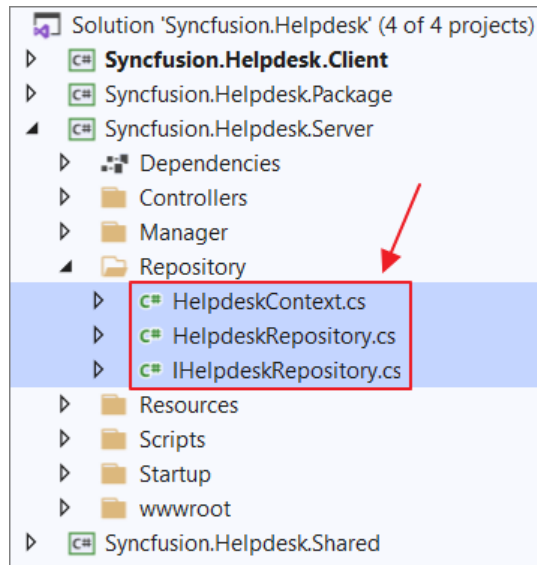 Solution 'Syncfusion.Helpdesk' (4 of 4 projects)
C# Syncfusion.Helpdesk.Client
C# Syncfusion.Helpdesk.Package
C# Syncfusion.Helpdesk.Server
Dependencies
Controllers
Manager
Repository
C# HelpdeskContext.cs
C# HelpdeskRepository.cs
C# IHelpdeskRepository.cs
Resources
Scripts
Startup
wwwroot
C# Syncfusion.Helpdesk.Shared